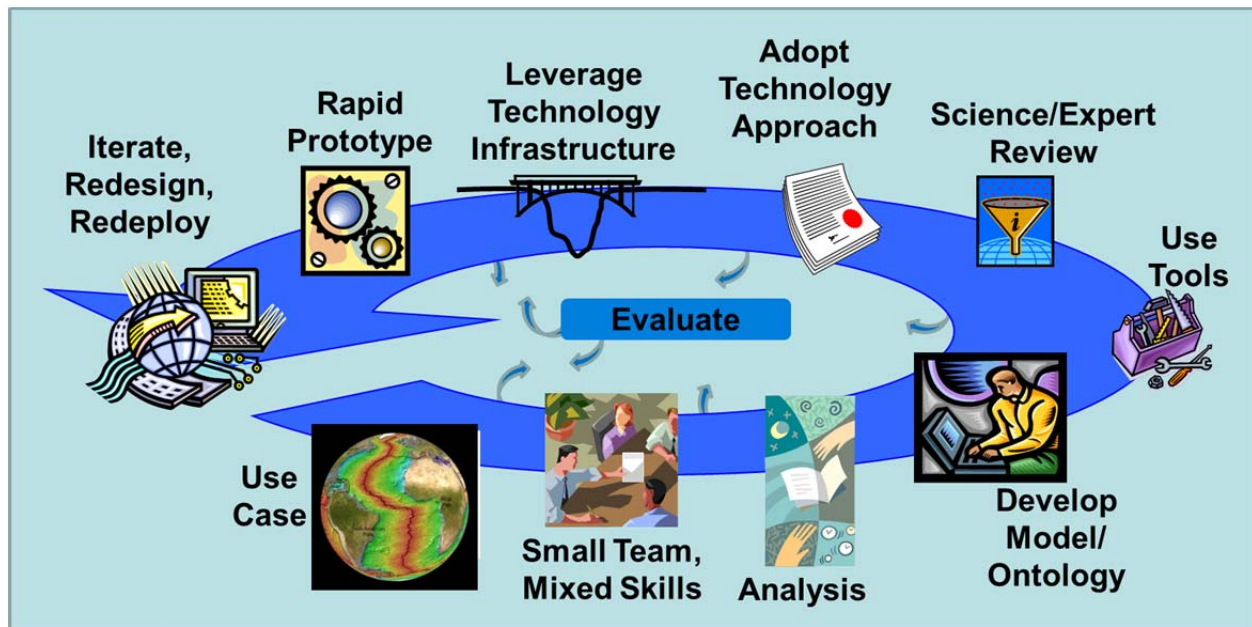 Iterate,
Redesign,
Redeploy
Rapid
Prototype
Leverage
Technology
Infrastructure
Adopt
Technology
Approach
Science/Expert
Review
Use
Tools
Evaluate
Use
Case
Small Team,
Mixed Skills
Analysis
Develop
Model/
Ontology
i